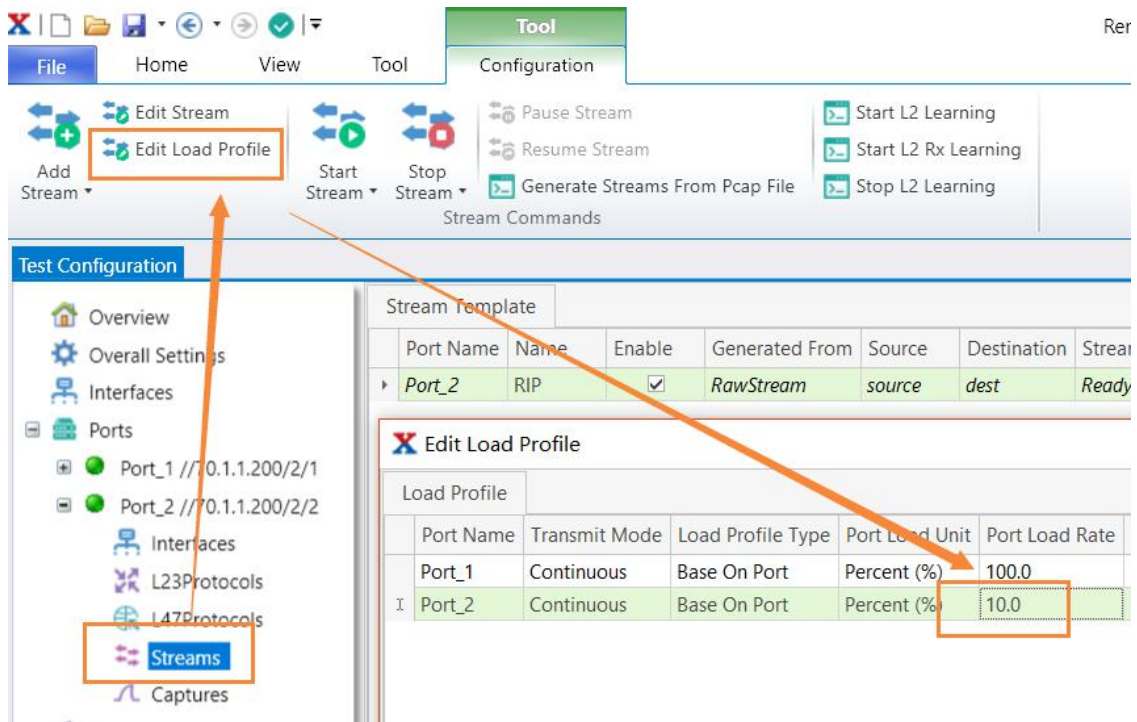 Tool
Ren
File Home View Tool Configuration
Edit Stream
Edit Load Profile
Add
Stream
Start
Stream
Stop
Stream
Pause Stream
Resume Stream
Generate Streams From Pcap File
Start L2 Learning
Start L2 Rx Learning
Stop L2 Learning
Stream Commands
Test Configuration
Overview
Overall Settings
Interfaces
Ports
Port_1 //70.1.1.200/2/1
Port_2 //70.1.1.200/2/2
Interfaces
L23Protocols
L47Protocols
Streams
Captures
Stream Template
Port Name Name Enable Generated From Source Destination Strear
Port_2 RIP RawStream source dest Ready
X Edit Load Profile
Load Profile
Port Name Transmit Mode Load Profile Type Port Load Unit Port Load Rate
Port_1 Continuous Base On Port Percent (%) 100.0
Port_2 Continuous Base On Port Percent (%) 10.0